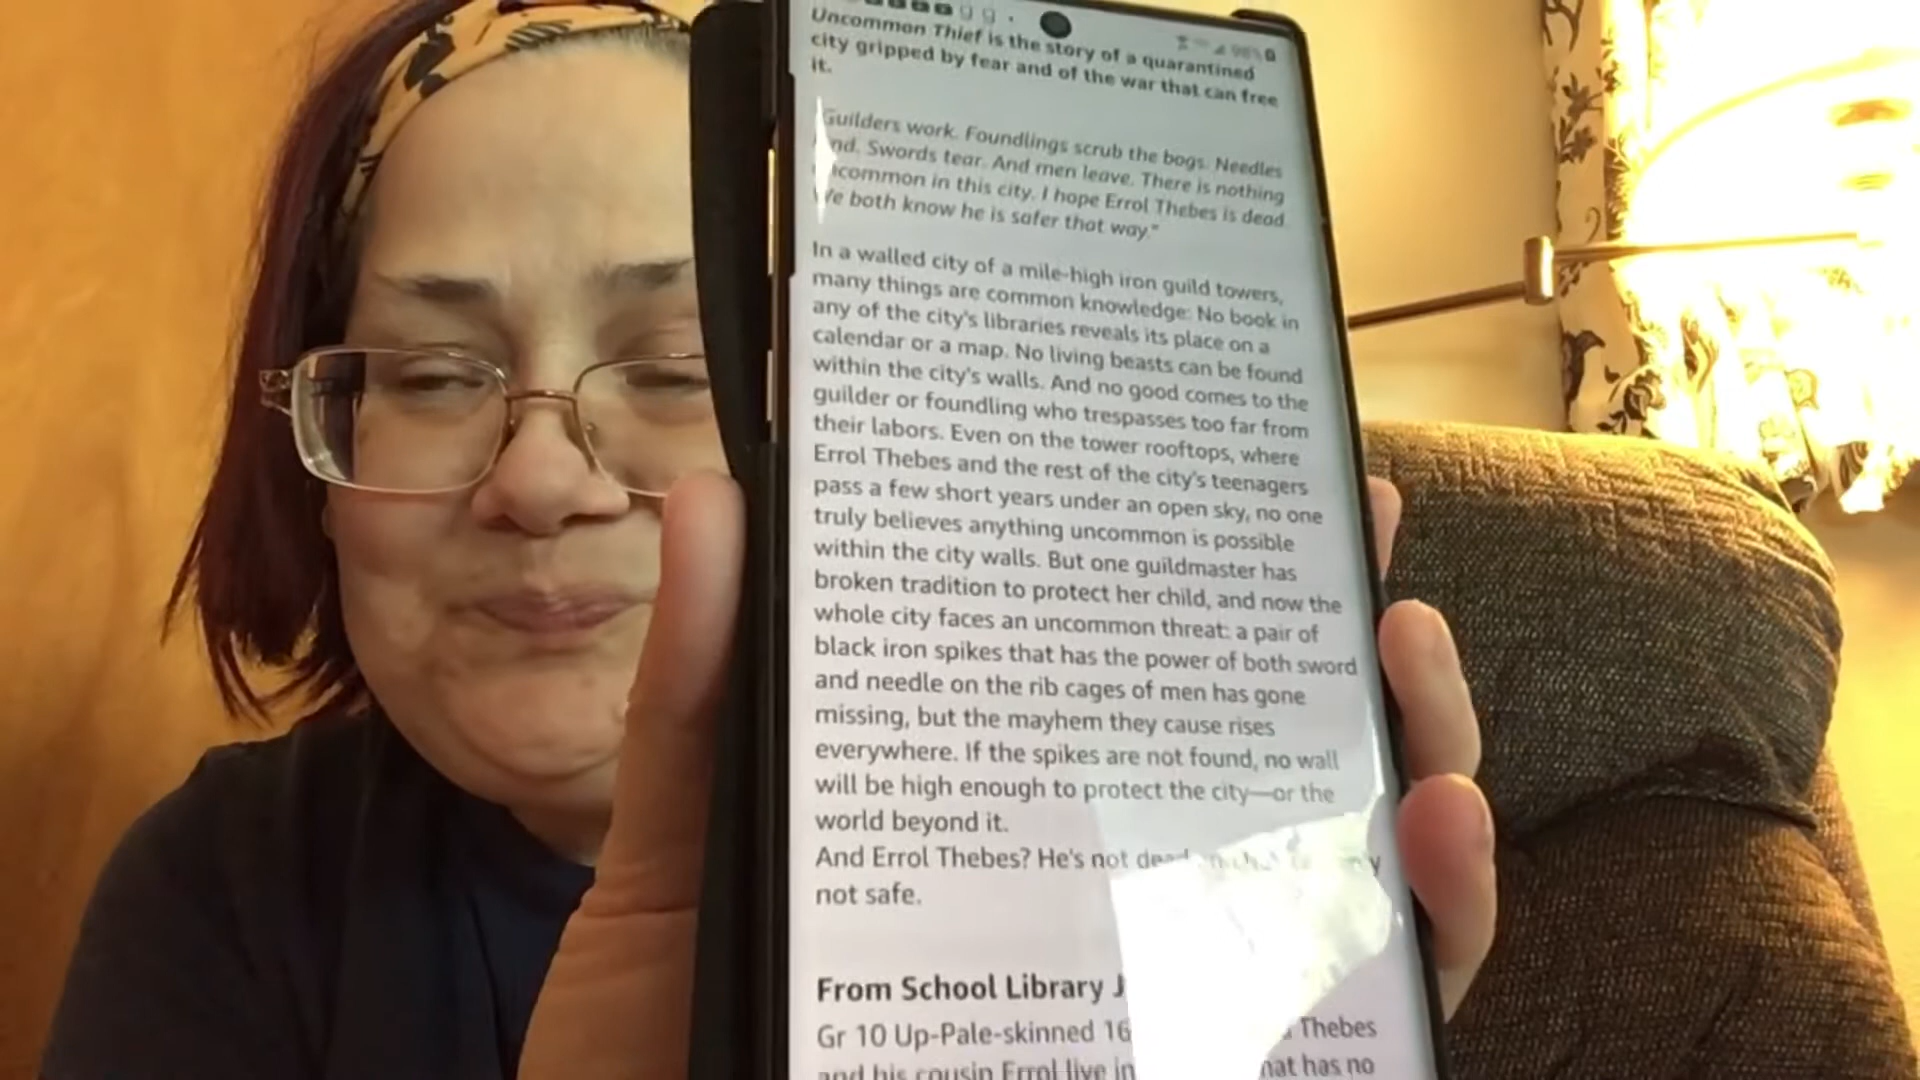 Uncommon Thief is the story of a quarantined
city gripped by fear and of the war that can free
it.
Guilders work. Foundlings scrub the bogs. Needles
Swords tear. And men leave. There is nothing
in this city. I hope Errol Thebes is dead.
both know he is safer that way."
In a walled city of a mile-high iron guild towers,
many things are common knowledge: No book in
any of the city's libraries reveals its place on a
calendar or a map. No living beasts can be found
within the city's walls. And no good comes to the
guilder or foundling who trespasses too far from
their labors. Even on the tower rooftops, where
Errol Thebes and the rest of the city's teenagers
pass a few short years under an open sky, no one
truly believes anything uncommon is possible
within the city walls. But one guildmaster has
broken tradition to protect her child, and now the
whole city faces an uncommon threat: a pair of
black iron spikes that has the power of both sword
and needle on the rib cages of men has gone
missing, but the mayhem they cause rises
everywhere. If the spikes are not found, no wall
will be high enough to protect the city—or the
world beyond it.
And Errol Thebes? He's not
not safe.
From School Library
Gr 10 Up-Pale-skinned 16 Thebes
and his cousin Errol live in has no